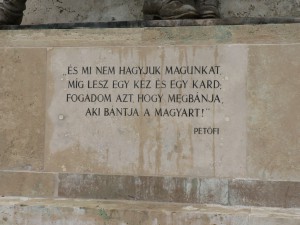 „ÉS MI NEM HAGYJUK MAGUNKAT,
MÍG LESZ EGY KÉZ ÉS EGY KARD;
FOGADOM AZT, HOGY MEGBÁNJA,
AKI BÁNTJA A MAGYART!”
PETŐFI